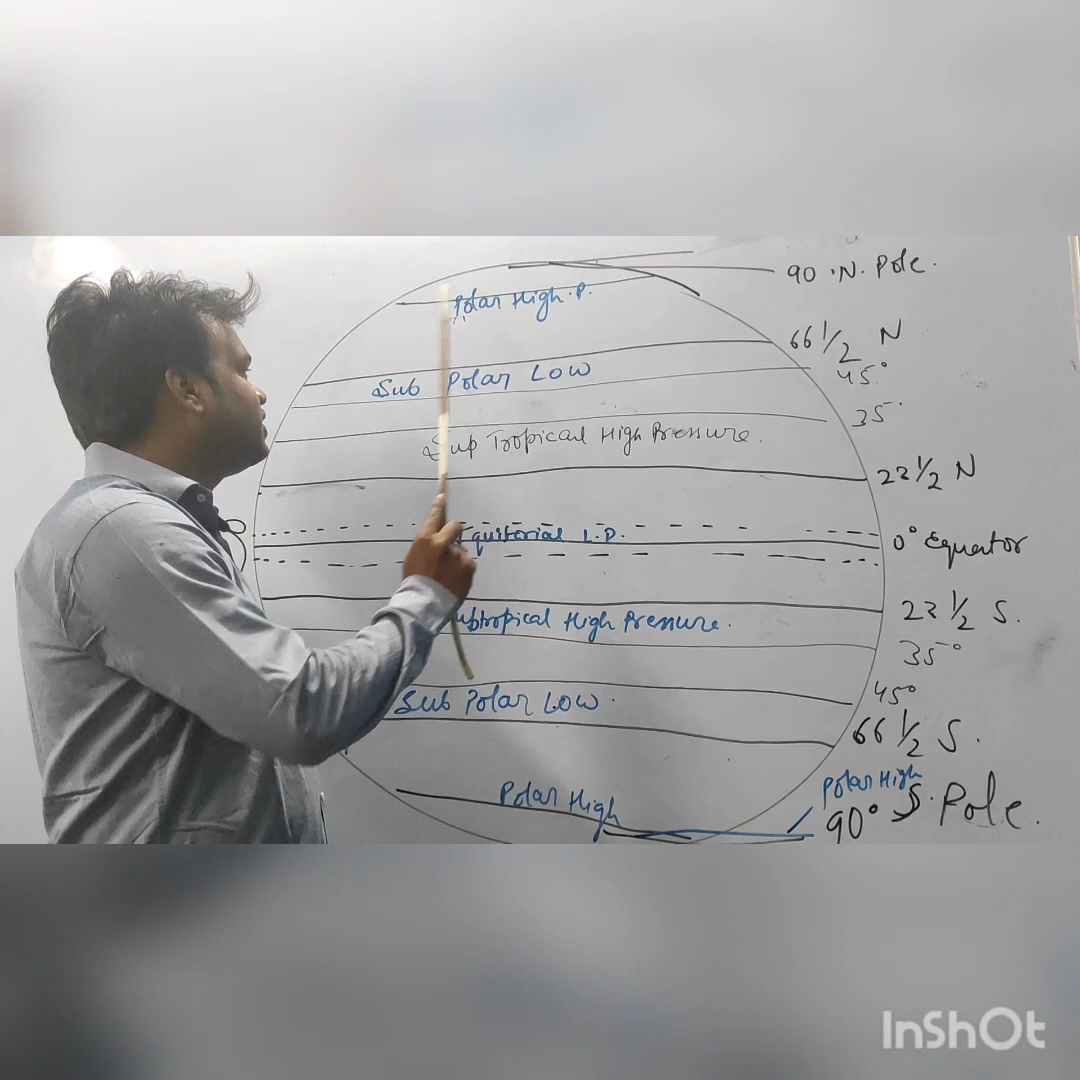 90 .N. Pole.
Polar High.P.
66 1/2 N
Sub Polar Low
45°
35°
Sup Tropical High Pressure.
22 1/2 N
Equitorial L.P.
0° Equator
22 1/2 S.
ubtropical High Pressure.
35°
45°
Sub Polar Low.
66 1/2 S.
Polar High
Polar High
90° S. Pole.
InShOt